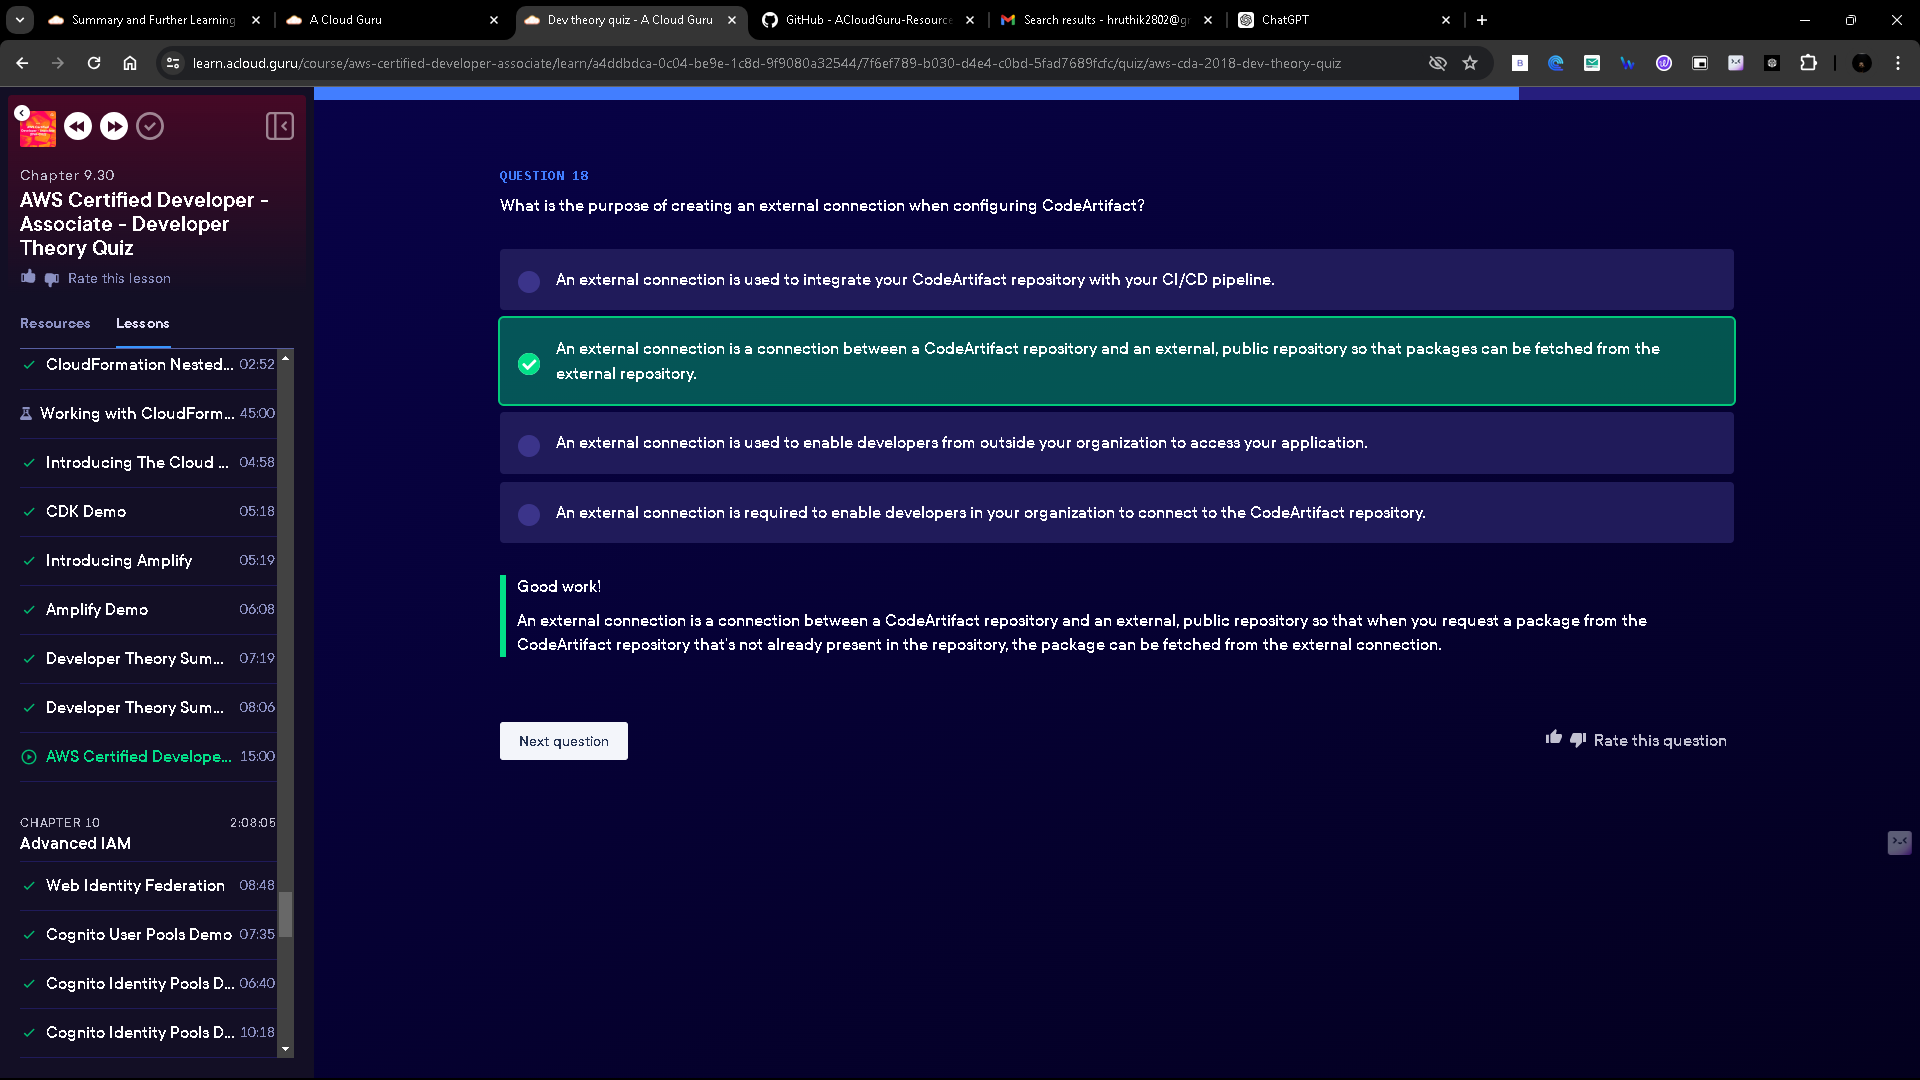 Summary and Further Learning
A Cloud Guru
Dev theory quiz - A Cloud Guru
GitHub - ACloudGuru-Resource
Search results - hruthik2802@gr
ChatGPT
learn.acloud.guru/course/aws-certified-developer-associate/learn/a4ddbdca-0c04-be9e-1c8d-9f9080a32544/7f6ef789-b030-d4e4-c0bd-5fad7689fcfc/quiz/aws-cda-2018-dev-theory-quiz
Chapter 9.30
AWS Certified Developer -
Associate - Developer
Theory Quiz
Rate this lesson
Resources
Lessons
CloudFormation Nested... 02:52
Working with CloudForm... 45:00
Introducing The Cloud ... 04:58
CDK Demo 05:18
Introducing Amplify 05:19
Amplify Demo 06:08
Developer Theory Sum... 07:19
Developer Theory Sum... 08:06
AWS Certified Develope... 15:00
CHAPTER 10 2:08:05
Advanced IAM
Web Identity Federation 08:48
Cognito User Pools Demo 07:35
Cognito Identity Pools D... 06:40
Cognito Identity Pools D... 10:18
QUESTION 18
What is the purpose of creating an external connection when configuring CodeArtifact?
An external connection is used to integrate your CodeArtifact repository with your CI/CD pipeline.
An external connection is a connection between a CodeArtifact repository and an external, public repository so that packages can be fetched from the
external repository.
An external connection is used to enable developers from outside your organization to access your application.
An external connection is required to enable developers in your organization to connect to the CodeArtifact repository.
Good work!
An external connection is a connection between a CodeArtifact repository and an external, public repository so that when you request a package from the
CodeArtifact repository that's not already present in the repository, the package can be fetched from the external connection.
Next question
Rate this question